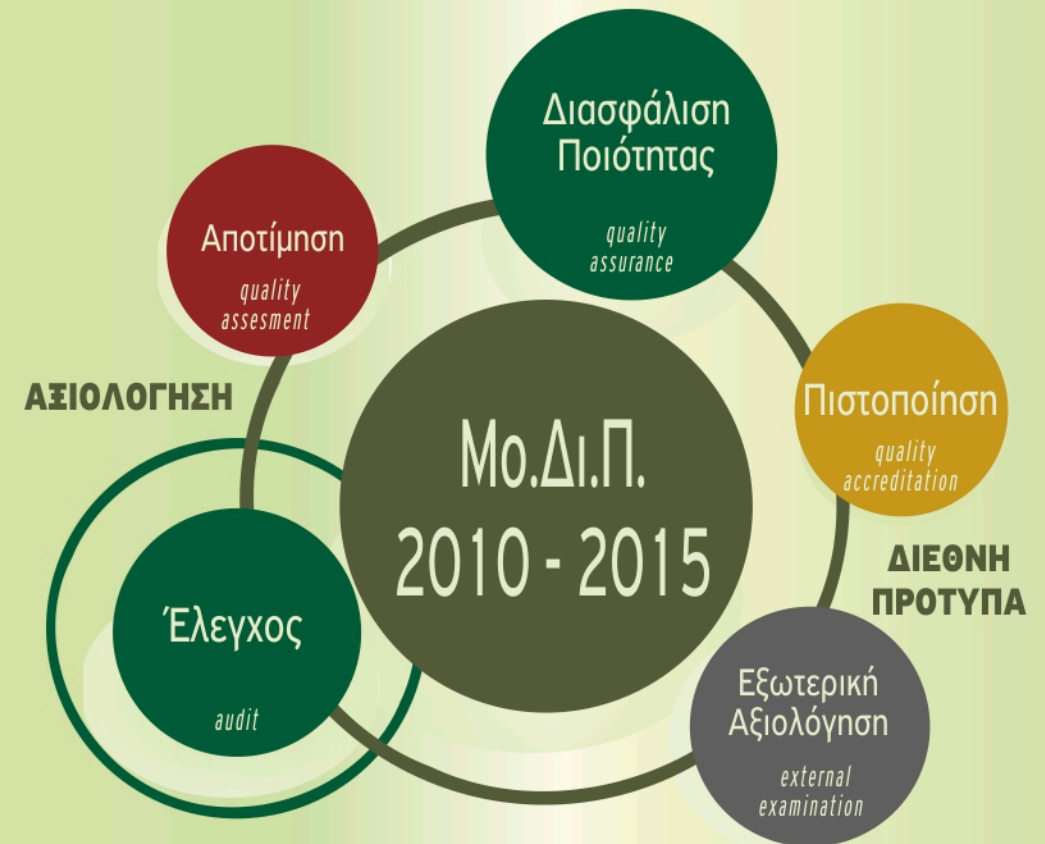 Διασφάλιση
Ποιότητας
quality
assurance
Αποτίμηση
quality
assesment
Πιστοποίηση
quality
accreditation
ΑΞΙΟΛΟΓΗΣΗ
Μο.Δι.Π.
2010 - 2015
ΔΙΕΘΝΗ
ΠΡΟΤΥΠΑ
Έλεγχος
audit
Εξωτερική
Αξιολόγηση
external
examination